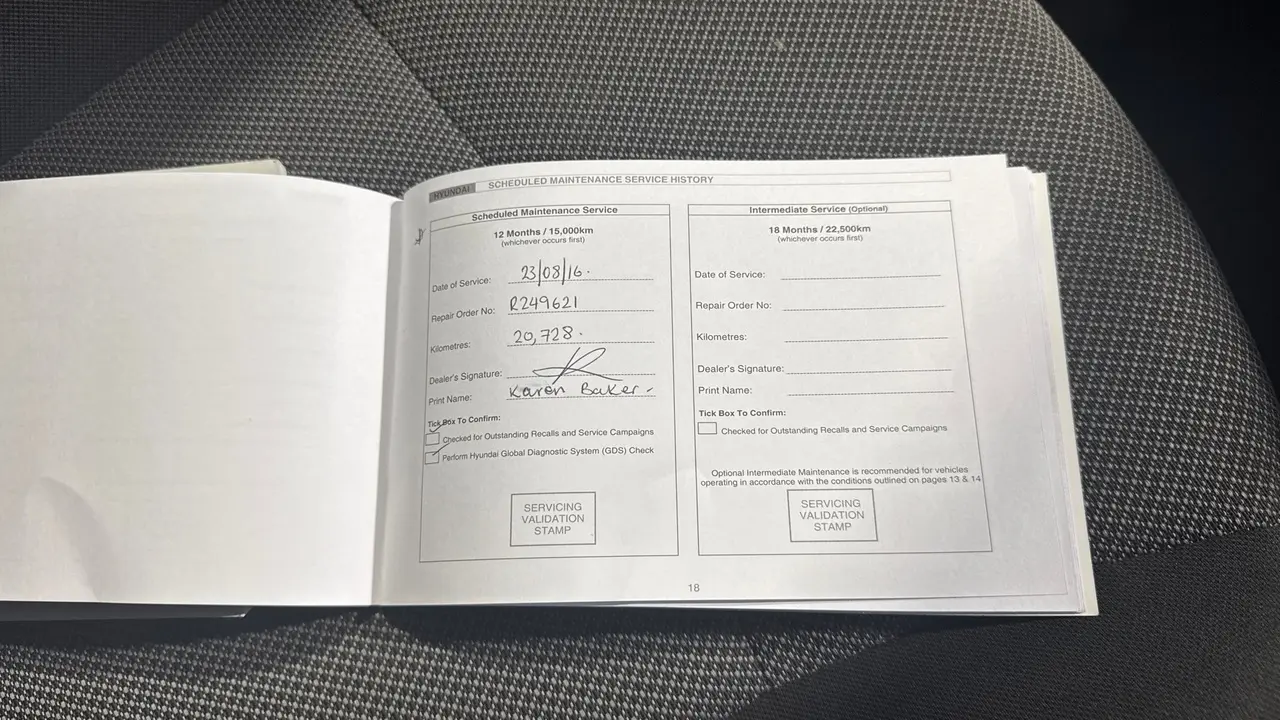 HYUNDAI SCHEDULED MAINTENANCE SERVICE HISTORY
Scheduled Maintenance Service
12 Months / 15,000km
(whichever occurs first)
Date of Service: 23/08/16.
Repair Order No: R249621
Kilometres: 20,728.
Dealer's Signature:
Print Name: Karen Baker
Tick Box To Confirm:
Checked for Outstanding Recalls and Service Campaigns
Perform Hyundai Global Diagnostic System (GDS) Check
SERVICING
VALIDATION
STAMP
Intermediate Service (Optional)
18 Months / 22,500km
(whichever occurs first)
Date of Service:
Repair Order No:
Kilometres:
Dealer's Signature:
Print Name:
Tick Box To Confirm:
Checked for Outstanding Recalls and Service Campaigns
Optional Intermediate Maintenance is recommended for vehicles
operating in accordance with the conditions outlined on pages 13 & 14
SERVICING
VALIDATION
STAMP
18